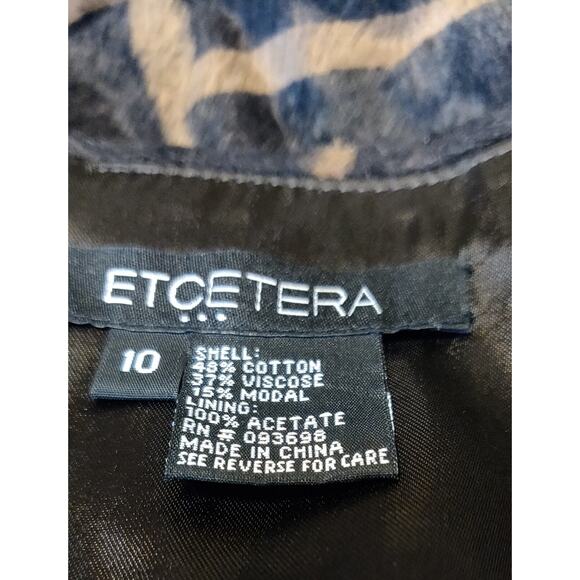 ETCETERA
...
10
SHELL:
48% COTTON
37% VISCOSE
15% MODAL
LINING:
100% ACETATE
RN # 093698
MADE IN CHINA
SEE REVERSE FOR CARE